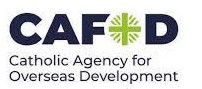 CAFOD
Catholic Agency for
Overseas Development